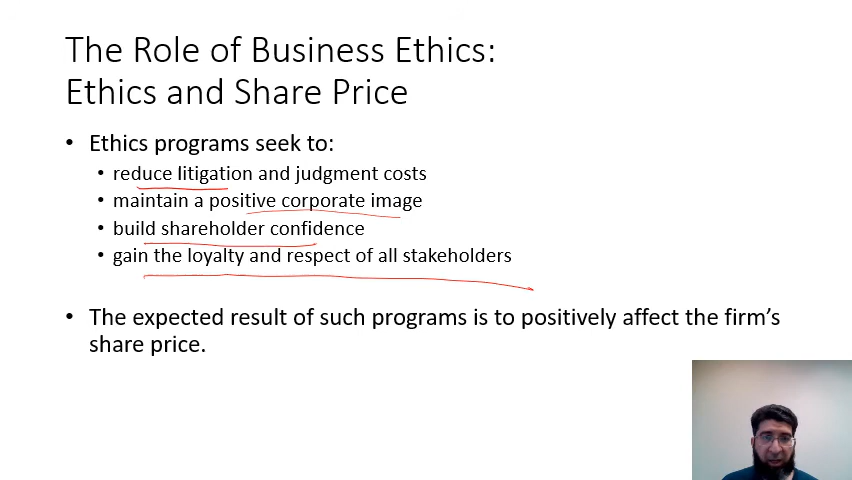 The Role of Business Ethics:
Ethics and Share Price
• Ethics programs seek to:
• reduce litigation and judgment costs
• maintain a positive corporate image
• build shareholder confidence
• gain the loyalty and respect of all stakeholders
• The expected result of such programs is to positively affect the firm's
share price.